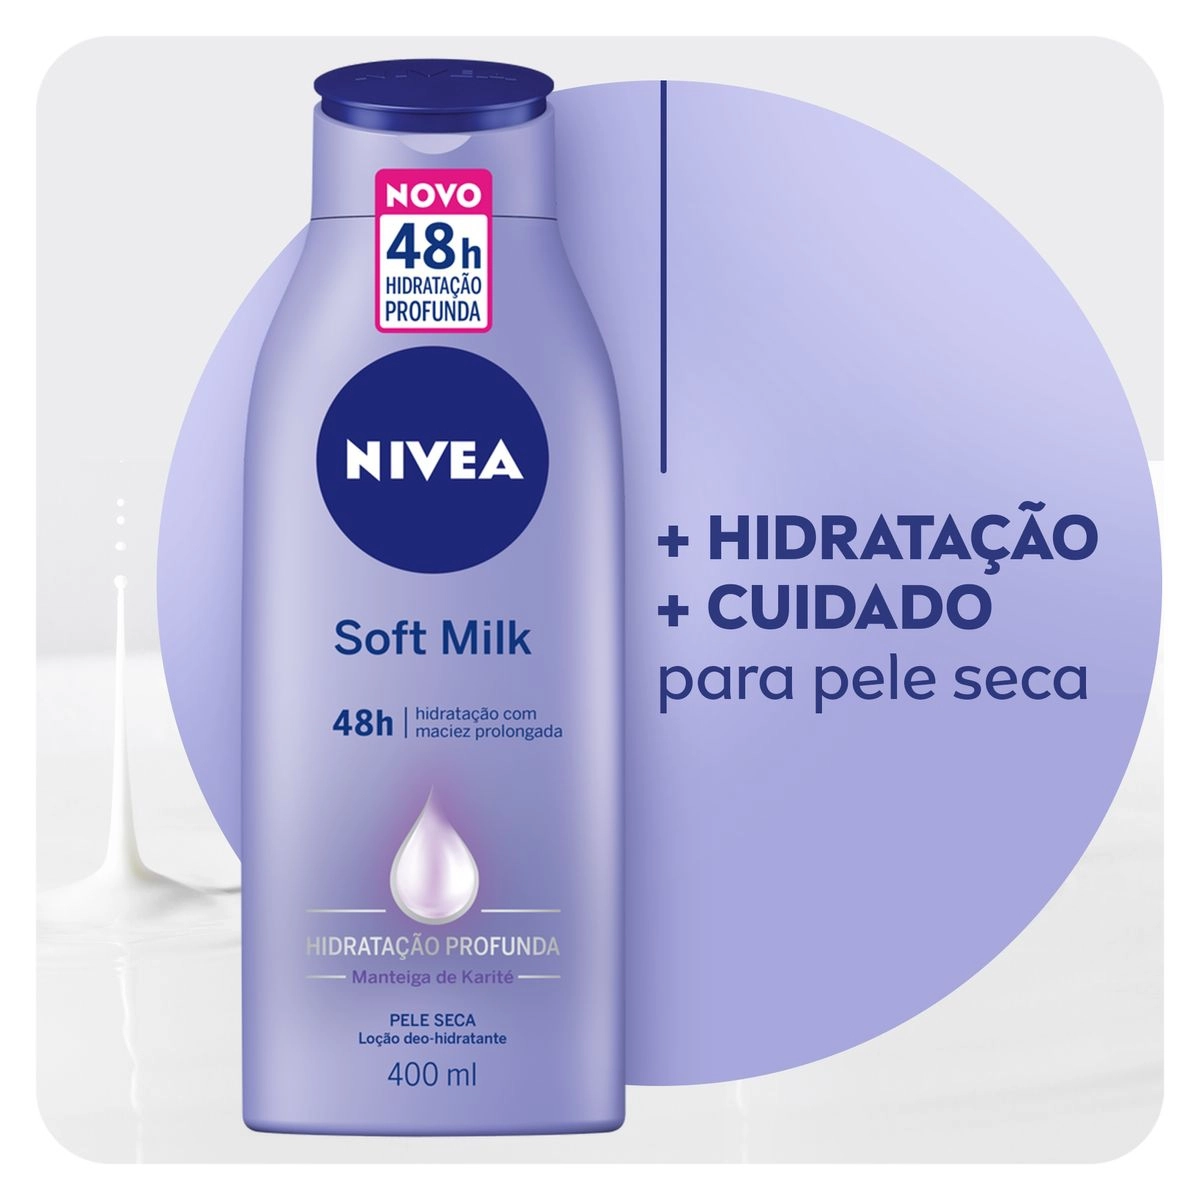 NIVEA
NOVO
48h
HIDRATAÇÃO
PROFUNDA
NIVEA
Soft Milk
48h
hidratação com
maciez prolongada
HIDRATAÇÃO PROFUNDA
Manteiga de Karité
PELE SECA
Loção deo-hidratante
400 ml
+ HIDRATAÇÃO
+ CUIDADO
para pele seca